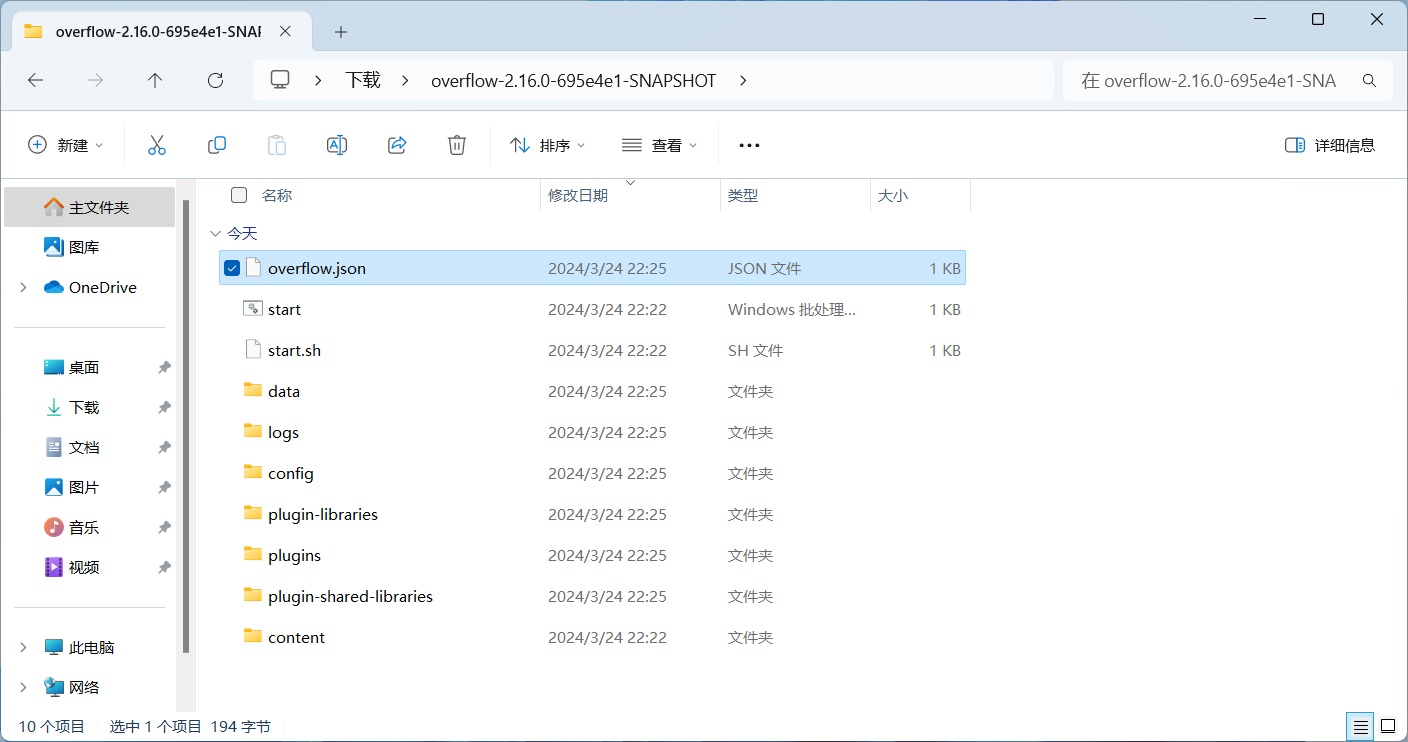 overflow-2.16.0-695e4e1-SNAI
下载 overflow-2.16.0-695e4e1-SNAPSHOT
在 overflow-2.16.0-695e4e1-SNA
新建 排序 查看 详细信息
名称 修改日期 类型 大小
今天
overflow.json 2024/3/24 22:25 JSON 文件 1 KB
start 2024/3/24 22:22 Windows 批处理... 1 KB
start.sh 2024/3/24 22:22 SH 文件 1 KB
data 2024/3/24 22:25 文件夹
logs 2024/3/24 22:25 文件夹
config 2024/3/24 22:25 文件夹
plugin-libraries 2024/3/24 22:25 文件夹
plugins 2024/3/24 22:25 文件夹
plugin-shared-libraries 2024/3/24 22:25 文件夹
content 2024/3/24 22:22 文件夹
主文件夹
图库
OneDrive
桌面
下载
文档
图片
音乐
视频
此电脑
网络
10 个项目 选中 1 个项目 194 字节